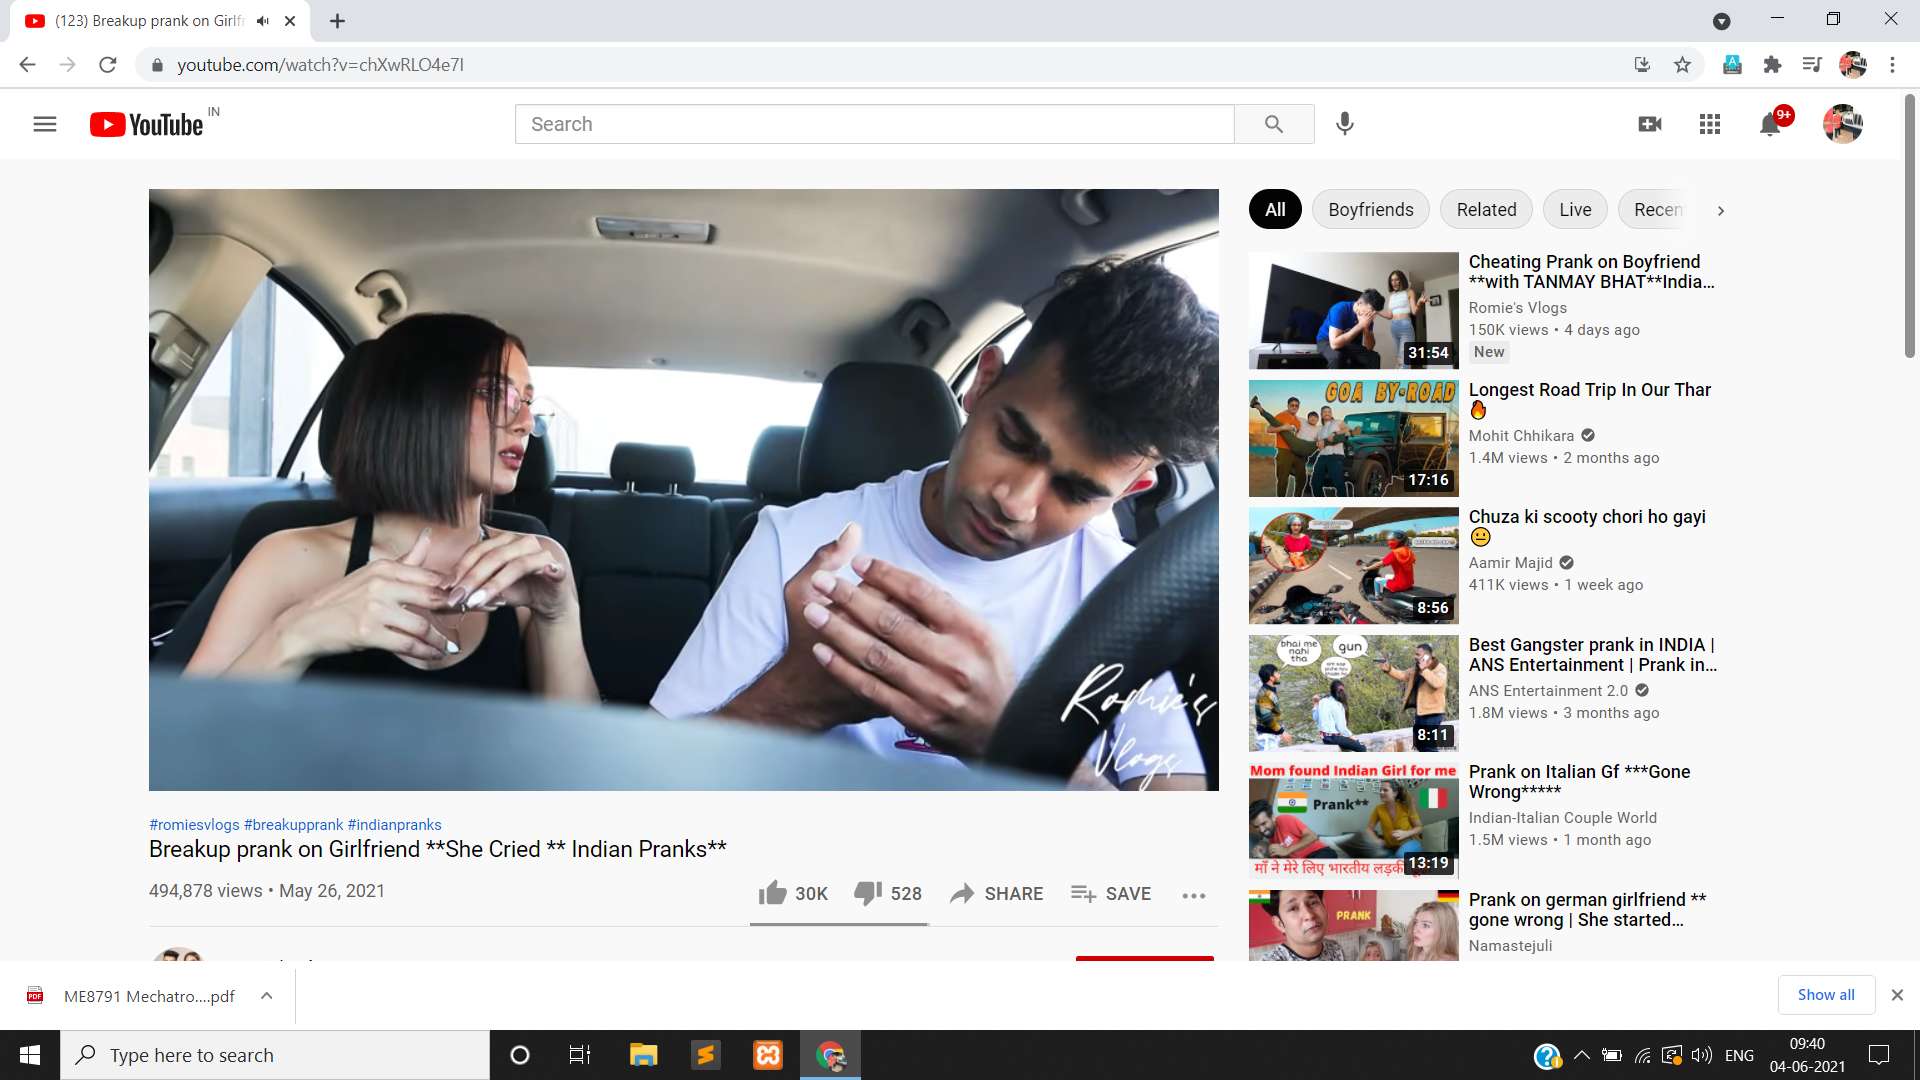 (123) Breakup prank on Girlfr
youtube.com/watch?v=chXwRLO4e7I
YouTube IN
Search
9+
All
Boyfriends
Related
Live
Recen
Romie's
Vlogs
31:54
Cheating Prank on Boyfriend
**with TANMAY BHAT**India...
Romie's Vlogs
150K views • 4 days ago
New
GOA BY-ROAD
17:16
Longest Road Trip In Our Thar
🔥
Mohit Chhikara
1.4M views • 2 months ago
8:56
Chuza ki scooty chori ho gayi
😐
Aamir Majid
411K views • 1 week ago
bhai me
nahi
tha
gun
8:11
Best Gangster prank in INDIA |
ANS Entertainment | Prank in...
ANS Entertainment 2.0
1.8M views • 3 months ago
Mom found Indian Girl for me
Prank**
माँ ने मेरे लिए भारतीय
13:19
Prank on Italian Gf ***Gone
Wrong*****
Indian-Italian Couple World
1.5M views • 1 month ago
PRANK
Prank on german girlfriend **
gone wrong | She started...
Namastejuli
#romiesvlogs #breakupprank #indianpranks
Breakup prank on Girlfriend **She Cried ** Indian Pranks**
494,878 views • May 26, 2021
30K
528
SHARE
SAVE
PDF
ME8791 Mechatro....pdf
Show all
Type here to search
ENG
09:40
04-06-2021